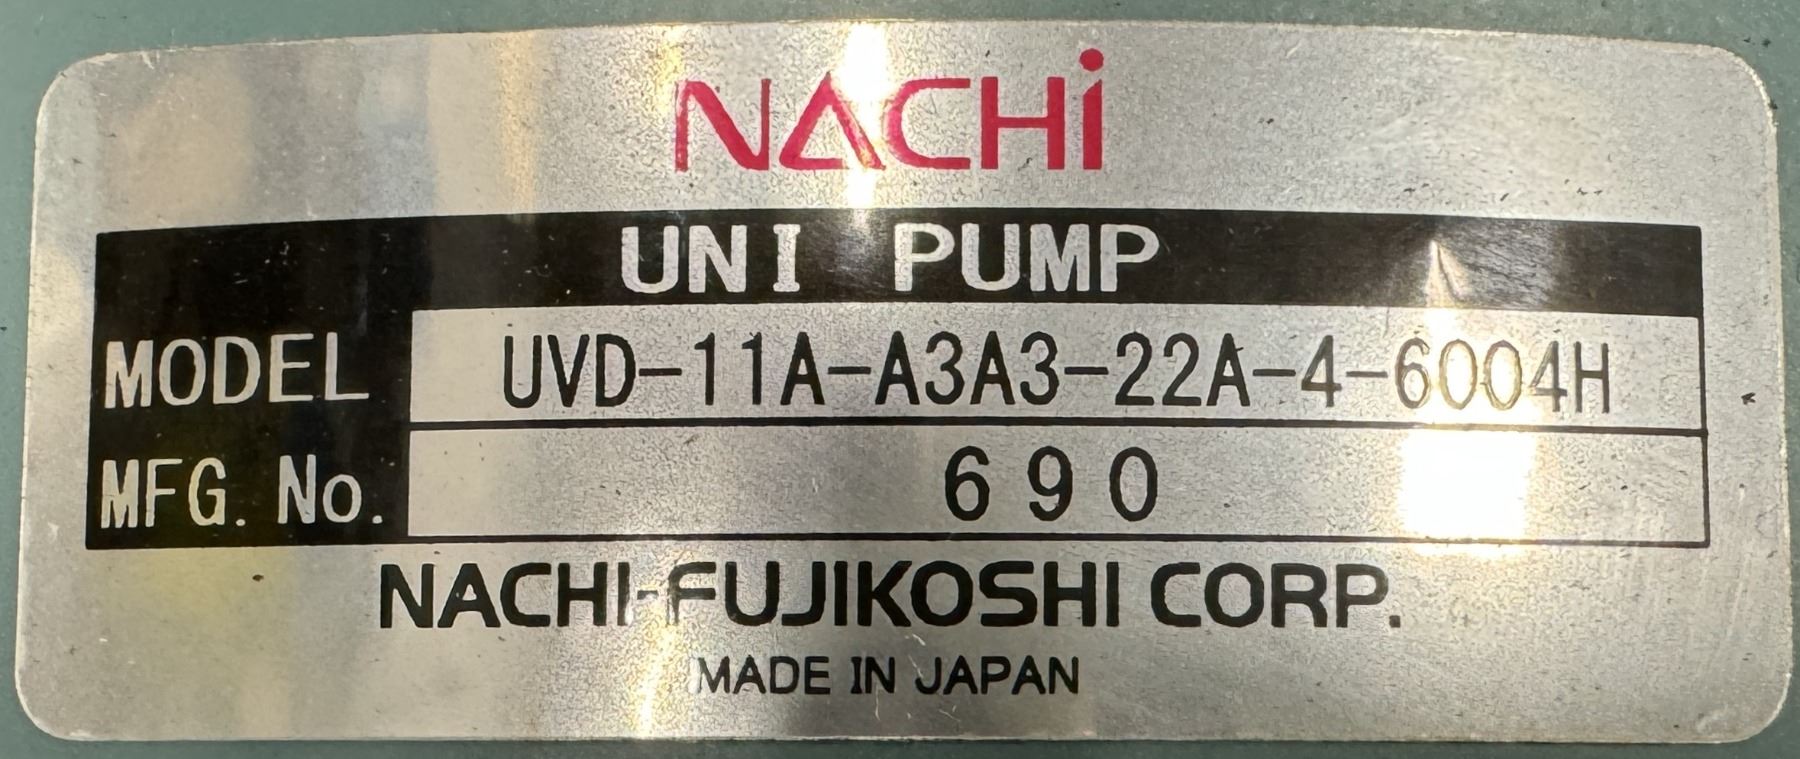 NACHi
UNI PUMP
MODEL UVD-11A-A3A3-22A-4-6004H
MFG. No. 690
NACHI-FUJIKOSHI CORP.
MADE IN JAPAN